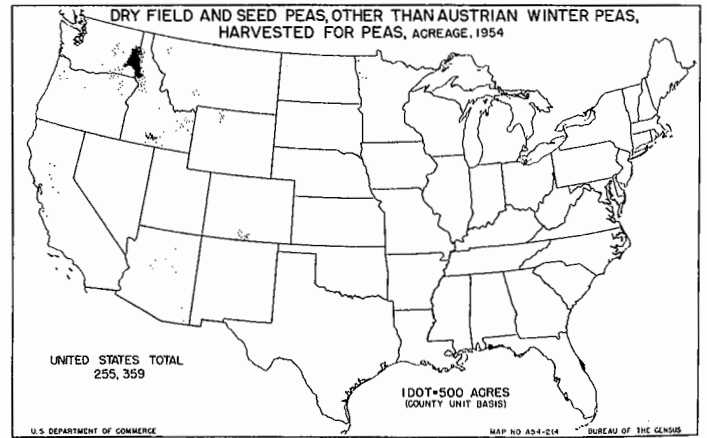 DRY FIELD AND SEED PEAS, OTHER THAN AUSTRIAN WINTER PEAS,
HARVESTED FOR PEAS, ACREAGE, 1954
UNITED STATES TOTAL
255,359
1 DOT=500 ACRES
(COUNTY UNIT BASIS)
U.S. DEPARTMENT OF COMMERCE
MAP NO A54-214
BUREAU OF THE CENSUS